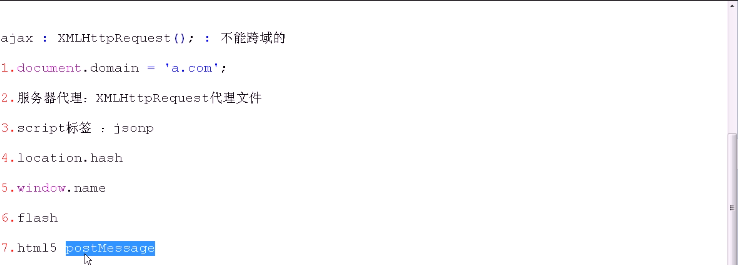 ajax : XMLHttpRequest(); : 不能跨域的
1.document.domain = 'a.com';
2.服务器代理：XMLHttpRequest代理文件
3.script标签 ：jsonp
4.location.hash
5.window.name
6.flash
7.html5 postMessage